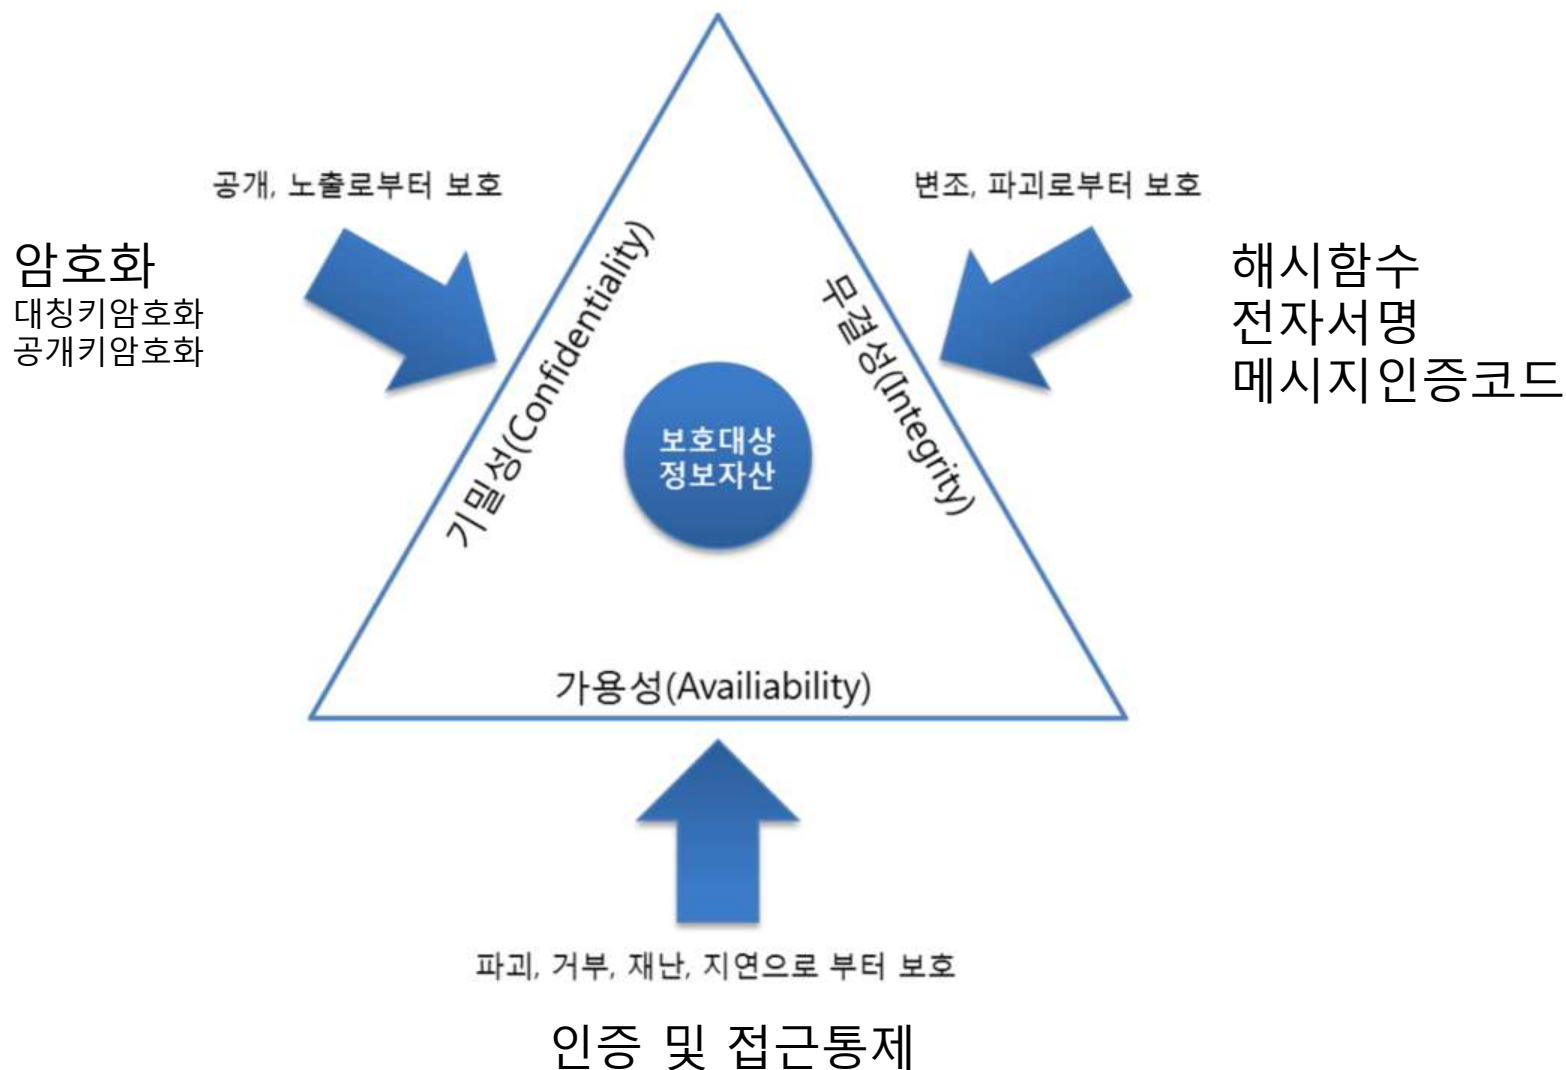 공개, 노출로부터 보호
변조, 파괴로부터 보호
암호화
대칭키암호화
공개키암호화
해시함수
전자서명
메시지인증코드
기밀성(Confidentiality)
무결성(Integrity)
보호대상
정보자산
가용성(Availiability)
파괴, 거부, 재난, 지연으로 부터 보호
인증 및 접근통제